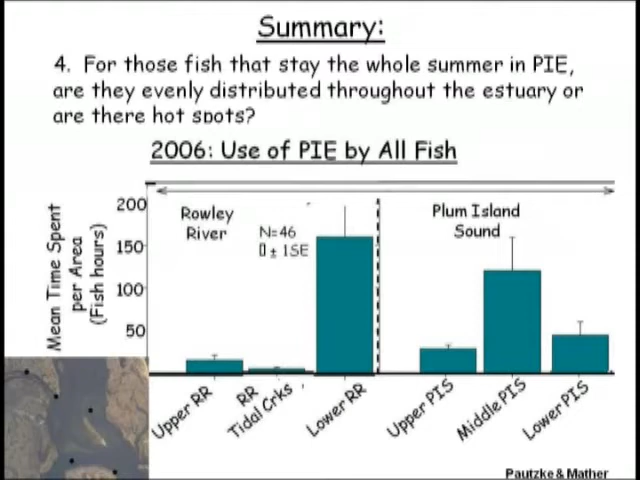 Summary:
4. For those fish that stay the whole summer in PIE,
are they evenly distributed throughout the estuary or
are there hot spots?
2006: Use of PIE by All Fish
Mean Time Spent
per Area
(Fish hours)
200
150
100
50
Rowley
River
N=46
± 1SE
Plum Island
Sound
Upper RR
RR
Tidal Crks
Lower RR
Upper PIS
Middle PIS
Lower PIS
Pautzke & Mather